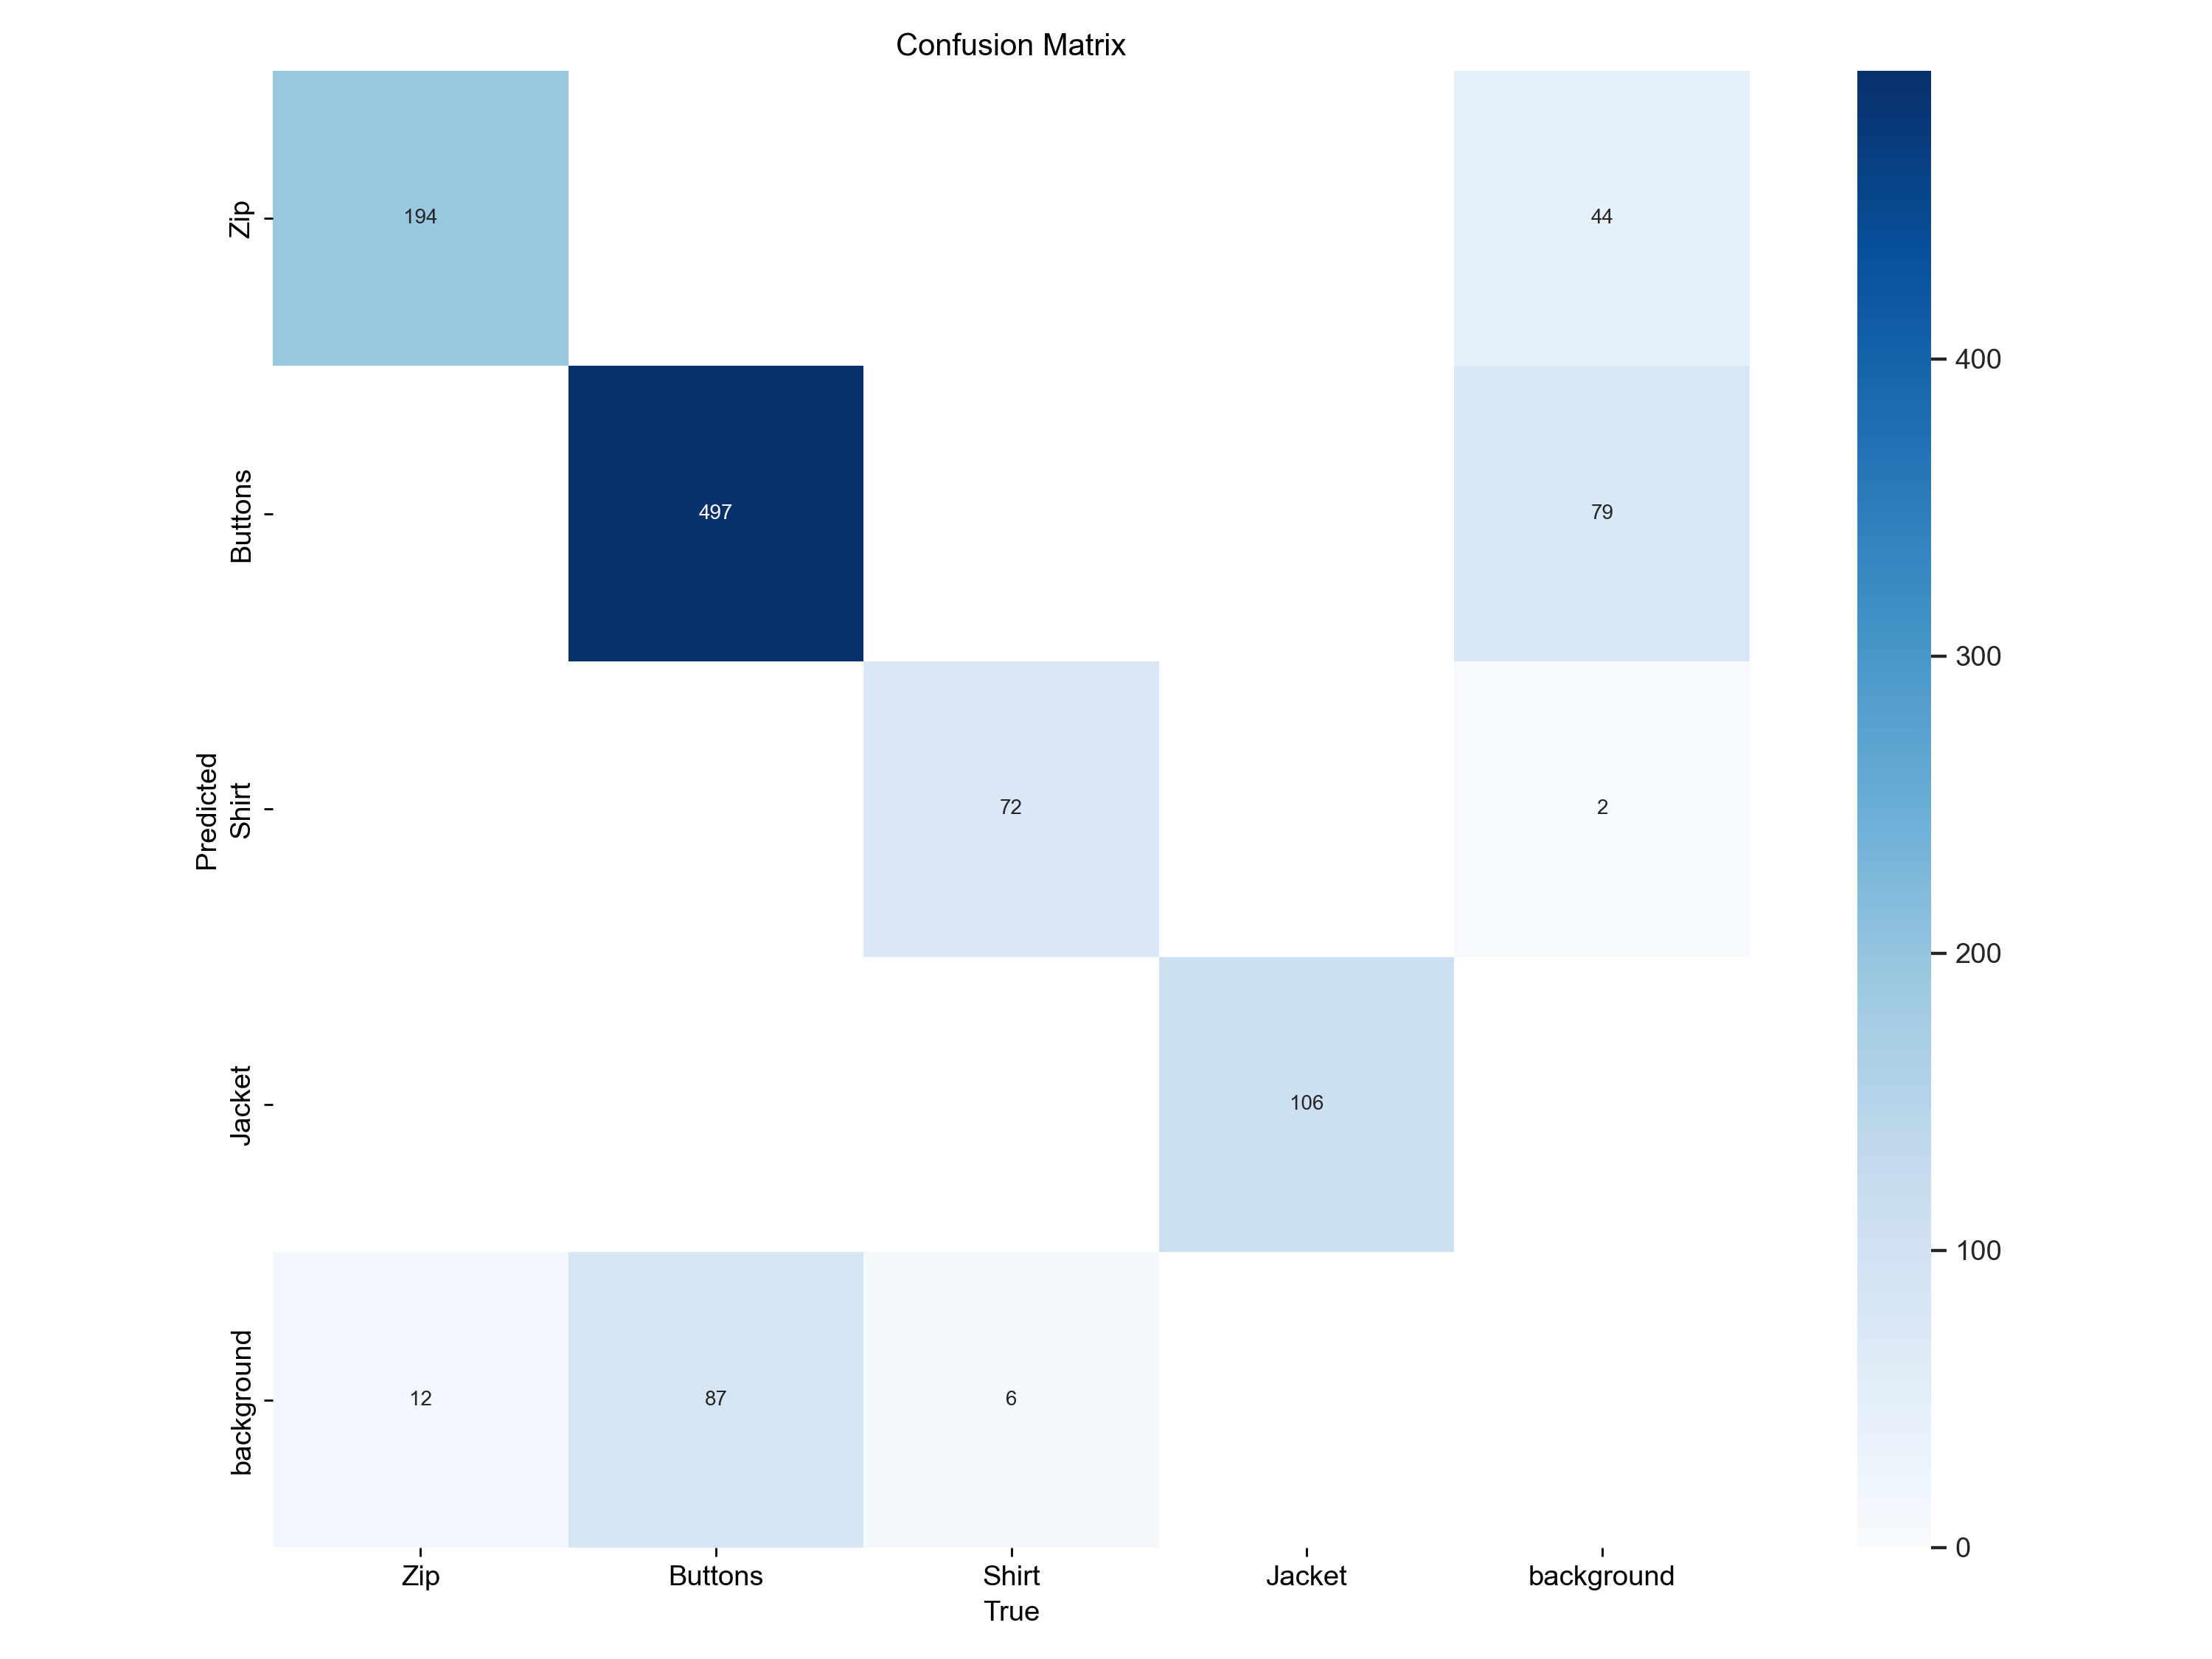 Confusion Matrix
Zip
194
44
Buttons
497
79
400
Predicted
Shirt
72
2
300
Jacket
106
200
background
12
87
6
100
0
Zip
Buttons
Shirt
Jacket
background
True